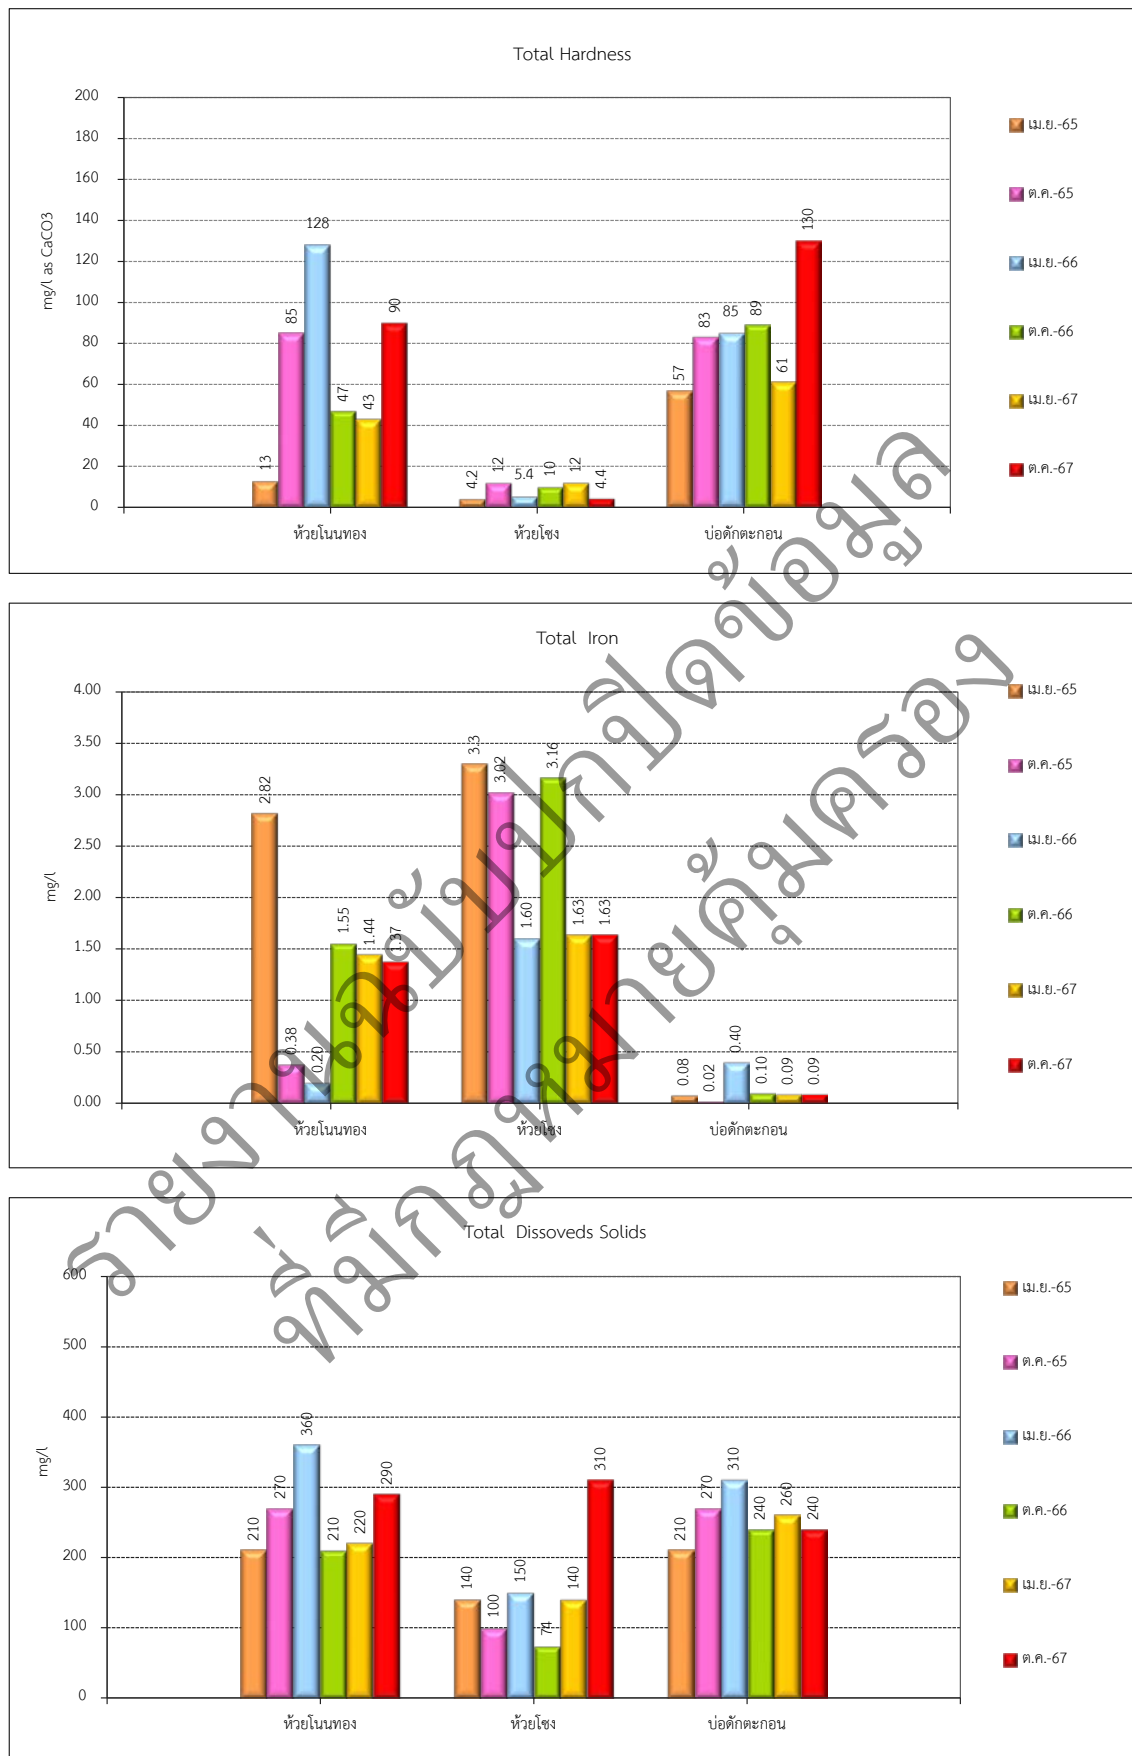 Total Hardness
mg/l as CaCO3
200
180
160
140
120
100
80
60
40
20
0
13
85
128
47
43
90
4.2
12
5.4
10
12
4.4
57
83
85
89
61
130
ห้วยโนนทอง
ห้วยโซง
บ่อดักตะกอน
เม.ย.-65
ต.ค.-65
เม.ย.-66
ต.ค.-66
เม.ย.-67
ต.ค.-67
Total Iron
mg/l
4.00
3.50
3.00
2.50
2.00
1.50
1.00
0.50
0.00
2.82
0.38
0.20
1.55
1.44
1.37
3.3
3.02
1.60
3.16
1.63
1.63
0.08
0.02
0.40
0.10
0.09
0.09
ห้วยโนนทอง
ห้วยโซง
บ่อดักตะกอน
เม.ย.-65
ต.ค.-65
เม.ย.-66
ต.ค.-66
เม.ย.-67
ต.ค.-67
Total Dissoveds Solids
mg/l
600
500
400
300
200
100
0
210
270
360
210
220
290
140
100
150
74
140
310
210
270
310
240
260
240
ห้วยโนนทอง
ห้วยโซง
บ่อดักตะกอน
เม.ย.-65
ต.ค.-65
เม.ย.-66
ต.ค.-66
เม.ย.-67
ต.ค.-67
รายงานฉบับปกปิดข้อมูล
ที่มีกฎหมายคุ้มครอง